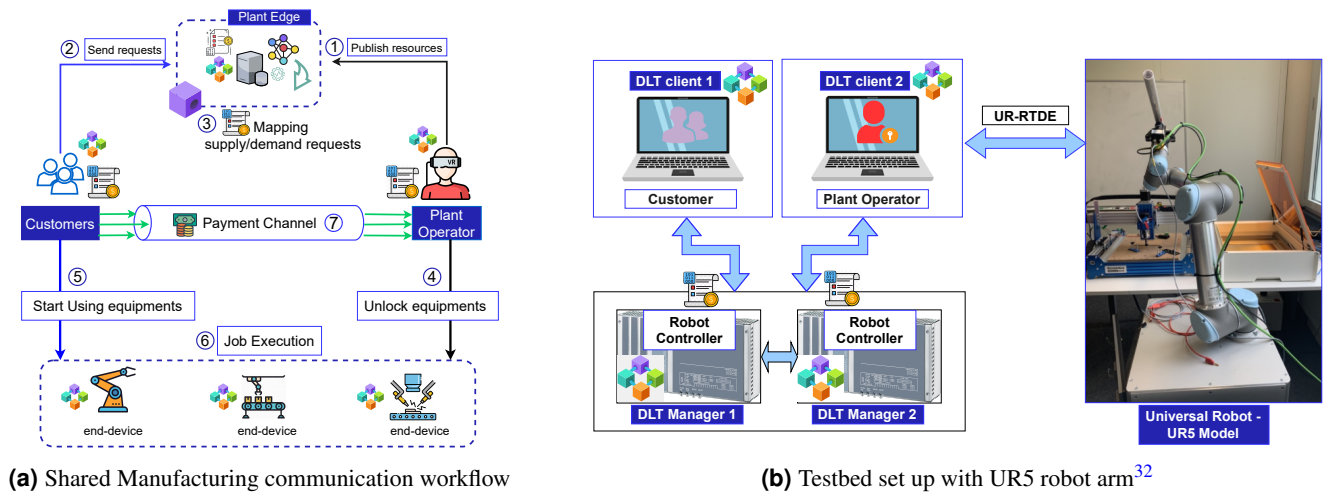 Plant Edge
② Send requests
① Publish resources
③ Mapping
supply/demand requests
VR
Customers
Payment Channel ⑦
Plant
Operator
⑤
④
Start Using equipments
Unlock equipments
⑥ Job Execution
end-device
end-device
end-device
(a) Shared Manufacturing communication workflow
DLT client 1
DLT client 2
Customer
Plant Operator
UR-RTDE
Robot
Controller
Robot
Controller
DLT Manager 1
DLT Manager 2
Universal Robot -
UR5 Model
(b) Testbed set up with UR5 robot arm32